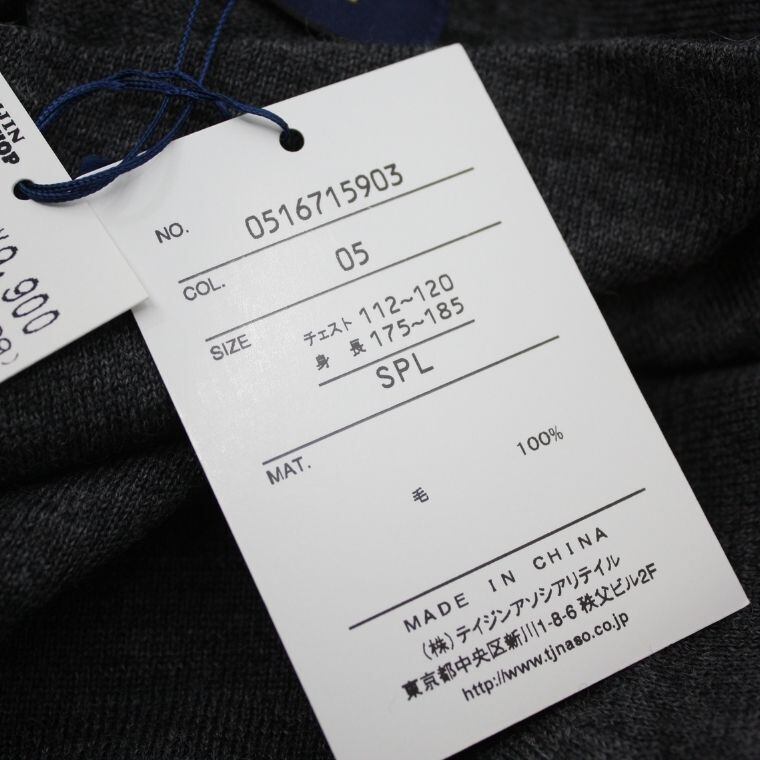 NO. 0516715903
COL. 05
SIZE チェスト 112~120
身 長 175~185
SPL
MAT.
毛 100%
MADE IN CHINA
(株)テイジンアソシアリテイル
東京都中央区新川1-8-6 秩父ビル2F
http://www.tjnaso.co.jp
9,900